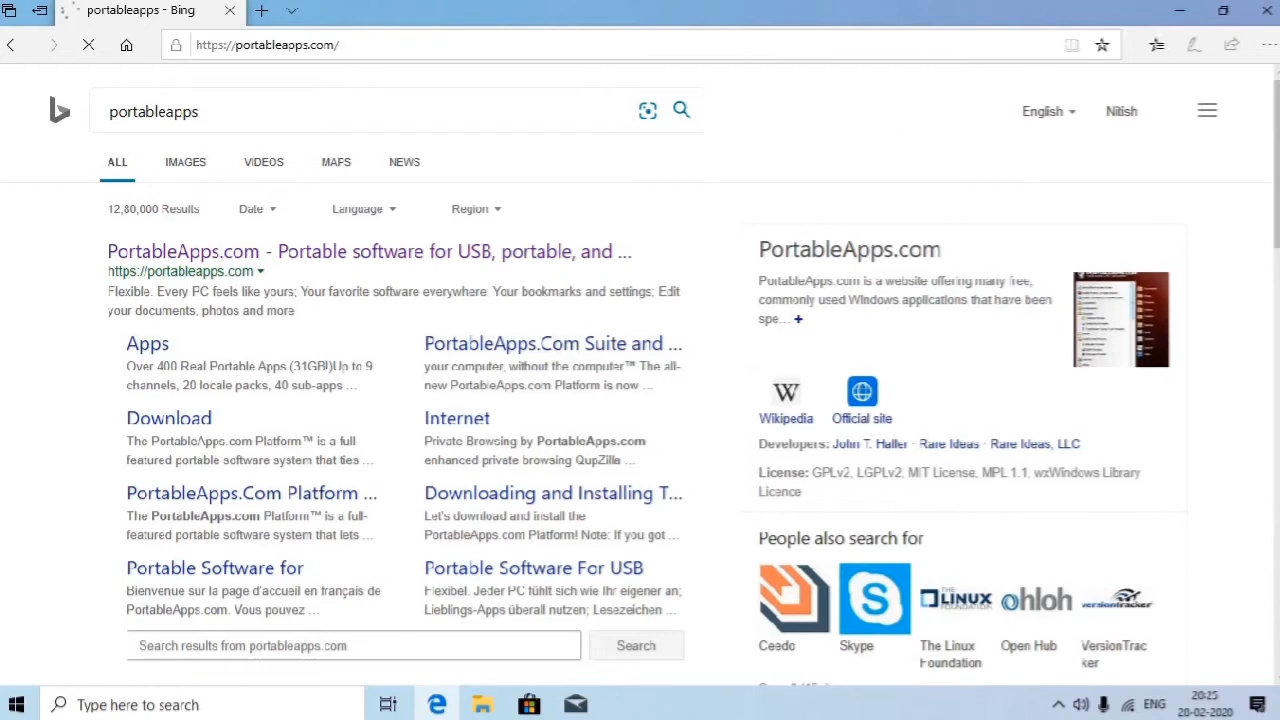 portableapps - Bing
https://portableapps.com/
portableapps
English
Nitish
ALL IMAGES VIDEOS MAPS NEWS
12,80,000 Results Date Language Region
PortableApps.com - Portable software for USB, portable, and ...
https://portableapps.com
Flexible. Every PC feels like yours; Your favorite software everywhere. Your bookmarks and settings; Edit
your documents, photos and more
Apps
Over 400 Real Portable Apps (31GB!)Up to 9
channels, 20 locale packs, 40 sub-apps ...
PortableApps.Com Suite and ...
your computer, without the computer™ The all-
new PortableApps.com Platform is now ...
Download
The PortableApps.com Platform™ is a full
featured portable software system that ties ...
Internet
Private Browsing by PortableApps.com
enhanced private browsing QupZilla ...
PortableApps.Com Platform ...
The PortableApps.com Platform™ is a full-
featured portable software system that lets ...
Downloading and Installing T...
Let's download and install the
PortableApps.com Platform! Note: If you got ...
Portable Software for
Bienvenue sur la page d'accueil en français de
PortableApps.com. Vous pouvez ...
Portable Software For USB
Flexibel. Jeder PC fühlt sich wie Ihr eigener an;
Lieblings-Apps überall nutzen; Lesezeichen ...
Search results from portableapps.com
Search
PortableApps.com
PortableApps.com is a website offering many free,
commonly used Windows applications that have been
spe... +
Wikipedia
Official site
Developers: John T. Haller · Rare Ideas · Rare Ideas, LLC
License: GPLv2, LGPLv2, MIT License, MPL 1.1, wxWindows Library
Licence
People also search for
THE LINUX FOUNDATION
ohloh
versiontracker
Ceedo
Skype
The Linux
Foundation
Open Hub
VersionTrac
ker
Type here to search
ENG
20:25
28-02-2020